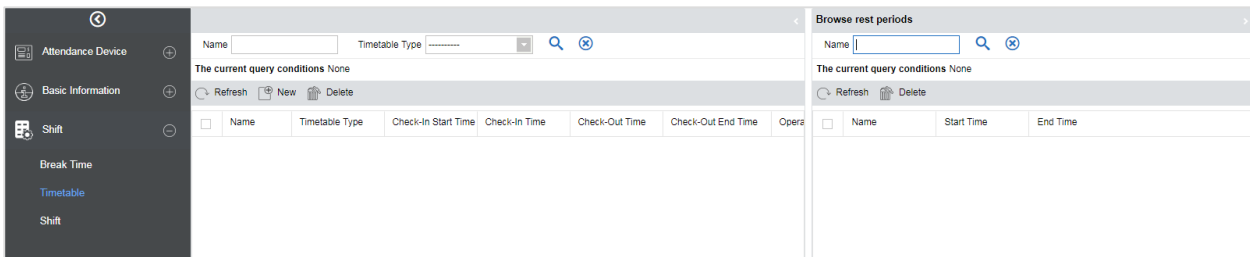 Attendance Device
Basic Information
Shift
Break Time
Timetable
Shift
Name Timetable Type ----------
The current query conditions None
Refresh New Delete
Name Timetable Type Check-In Start Time Check-In Time Check-Out Time Check-Out End Time Opera
Browse rest periods
Name
The current query conditions None
Refresh Delete
Name Start Time End Time